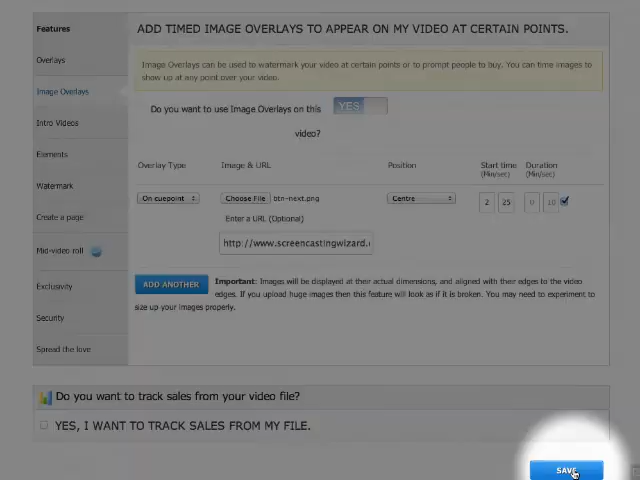 Features
ADD TIMED IMAGE OVERLAYS TO APPEAR ON MY VIDEO AT CERTAIN POINTS.
Overlays
Image Overlays can be used to watermark your video at certain points or to prompt people to buy. You can time images to
show up at any point over your video.
Image Overlays
Do you want to use Image Overlays on this
video?
YES
Intro Videos
Elements
Overlay Type Image & URL Position Start time Duration
(Min/sec) (Min/sec)
Watermark
On cuepoint Choose File btn-next.png Centre 2 25 0 10
Create a page
Enter a URL (Optional)
http://www.screencastingwizard.c
Mid-video roll
Exclusivity
ADD ANOTHER
Important: Images will be displayed at their actual dimensions, and aligned with their edges to the video
edges. If you upload huge images then this feature will look as if it is broken. You may need to experiment to
size up your images properly.
Security
Spread the love
Do you want to track sales from your video file?
YES, I WANT TO TRACK SALES FROM MY FILE.
SAVE